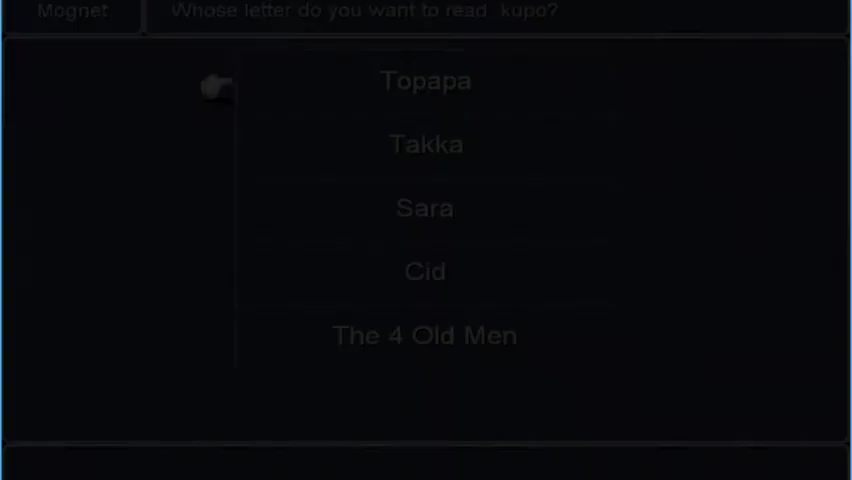 Mognet
Whose letter do you want to read kupo?
Topapa
Takka
Sara
Cid
The 4 Old Men